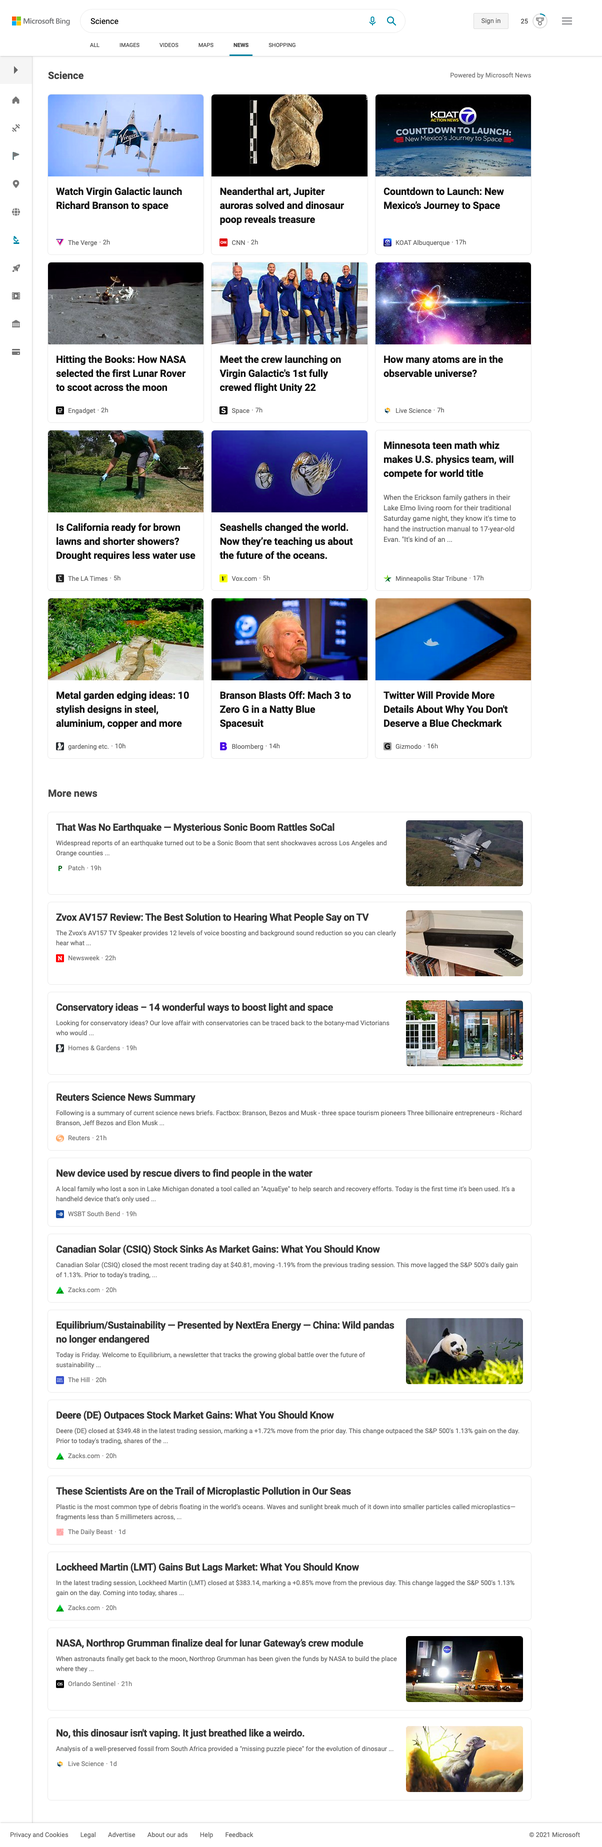 Microsoft Bing
Science
Sign in
25
ALL
IMAGES
VIDEOS
MAPS
NEWS
SHOPPING
Science
Powered by Microsoft News
Virgin
KOAT 7
ACTION NEWS
COUNTDOWN TO LAUNCH:
New Mexico's Journey to Space
Watch Virgin Galactic launch
Richard Branson to space
The Verge · 2h
Neanderthal art, Jupiter
auroras solved and dinosaur
poop reveals treasure
CNN · 2h
Countdown to Launch: New
Mexico's Journey to Space
KOAT Albuquerque · 17h
Hitting the Books: How NASA
selected the first Lunar Rover
to scoot across the moon
Engadget · 2h
Meet the crew launching on
Virgin Galactic's 1st fully
crewed flight Unity 22
Space · 7h
How many atoms are in the
observable universe?
Live Science · 7h
Is California ready for brown
lawns and shorter showers?
Drought requires less water use
The LA Times · 5h
Seashells changed the world.
Now they're teaching us about
the future of the oceans.
Vox.com · 5h
Minnesota teen math whiz
makes U.S. physics team, will
compete for world title
When the Erickson family gathers in their
Lake Elmo living room for their traditional
Saturday game night, they know it's time to
hand the instruction manual to 17-year-old
Evan. "It's kind of an ...
Minneapolis Star Tribune · 17h
Metal garden edging ideas: 10
stylish designs in steel,
aluminium, copper and more
gardening etc. · 10h
Branson Blasts Off: Mach 3 to
Zero G in a Natty Blue
Spacesuit
Bloomberg · 14h
Twitter Will Provide More
Details About Why You Don't
Deserve a Blue Checkmark
Gizmodo · 16h
More news
That Was No Earthquake — Mysterious Sonic Boom Rattles SoCal
Widespread reports of an earthquake turned out to be a Sonic Boom that sent shockwaves across Los Angeles and
Orange counties ...
Patch · 19h
Zvox AV157 Review: The Best Solution to Hearing What People Say on TV
The Zvox's AV157 TV Speaker provides 12 levels of voice boosting and background sound reduction so you can clearly
hear what ...
Newsweek · 22h
Conservatory ideas – 14 wonderful ways to boost light and space
Looking for conservatory ideas? Our love affair with conservatories can be traced back to the botany-mad Victorians
who would ...
Homes & Gardens · 19h
Reuters Science News Summary
Following is a summary of current science news briefs. Factbox: Branson, Bezos and Musk - three space tourism pioneers Three billionaire entrepreneurs - Richard
Branson, Jeff Bezos and Elon Musk ...
Reuters · 21h
New device used by rescue divers to find people in the water
A local family who lost a son in Lake Michigan donated a tool called an "AquaEye" to help search and recovery efforts. Today is the first time it's been used. It's a
handheld device that's only used ...
WSBT South Bend · 19h
Canadian Solar (CSIQ) Stock Sinks As Market Gains: What You Should Know
Canadian Solar (CSIQ) closed the most recent trading day at $40.81, moving -1.19% from the previous trading session. This move lagged the S&P 500's daily gain
of 1.13%. Prior to today's trading, ...
Zacks.com · 20h
Equilibrium/Sustainability — Presented by NextEra Energy — China: Wild pandas
no longer endangered
Today is Friday. Welcome to Equilibrium, a newsletter that tracks the growing global battle over the future of
sustainability ...
The Hill · 20h
Deere (DE) Outpaces Stock Market Gains: What You Should Know
Deere (DE) closed at $349.48 in the latest trading session, marking a +1.72% move from the prior day. This change outpaced the S&P 500's 1.13% gain on the day.
Prior to today's trading, shares of the ...
Zacks.com · 20h
These Scientists Are on the Trail of Microplastic Pollution in Our Seas
Plastic is the most common type of debris floating in the world's oceans. Waves and sunlight break much of it down into smaller particles called microplastics—
fragments less than 5 millimeters across, ...
The Daily Beast · 1d
Lockheed Martin (LMT) Gains But Lags Market: What You Should Know
In the latest trading session, Lockheed Martin (LMT) closed at $383.14, marking a +0.85% move from the previous day. This change lagged the S&P 500's 1.13%
gain on the day. Coming into today, shares ...
Zacks.com · 20h
NASA, Northrop Grumman finalize deal for lunar Gateway's crew module
When astronauts finally get back to the moon, Northrop Grumman has been given the funds by NASA to build the place
where they ...
Orlando Sentinel · 21h
No, this dinosaur isn't vaping. It just breathed like a weirdo.
Analysis of a well-preserved fossil from South Africa provided a "missing puzzle piece" for the evolution of dinosaur ...
Live Science · 1d
Privacy and Cookies
Legal
Advertise
About our ads
Help
Feedback
© 2021 Microsoft